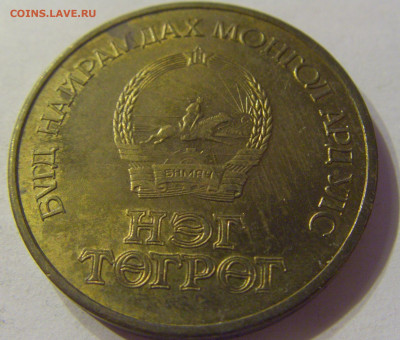 COINS.LAVE.RU
БҮГД НАЙРАМДАХ МОНГОЛ АРД УЛС
БНМАУ
НЭГ
ТӨГРӨГ